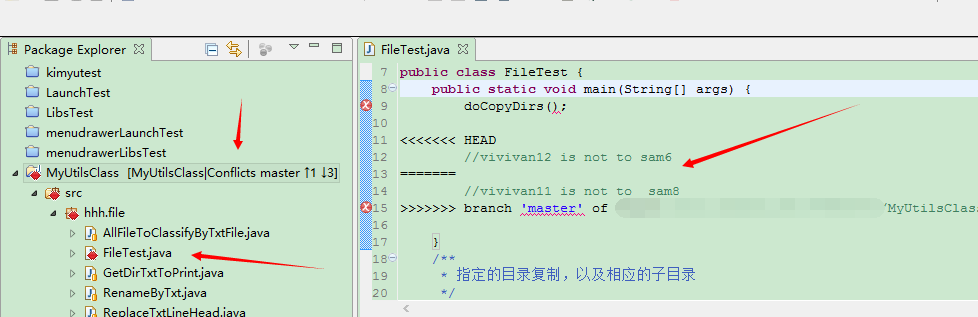 Package Explorer
kimyutest
LaunchTest
LibsTest
menudrawerLaunchTest
menudrawerLibsTest
MyUtilsClass [MyUtilsClass|Conflicts master ↑1 ↓3]
src
hhh.file
AllFileToClassifyByTxtFile.java
FileTest.java
GetDirTxtToPrint.java
RenameByTxt.java
ReplaceTxtLineHead.java
FileTest.java
7 public class FileTest {
8 public static void main(String[] args) {
9 doCopyDirs();
10
11 <<<<<<< HEAD
12 //vivivan12 is not to sam6
13 =======
14 //vivivan11 is not to  sam8
15 >>>>>>> branch 'master' of /MyUtilsClass
16
17 }
18 /**
19 * 指定的目录复制，以及相应的子目录
20 */